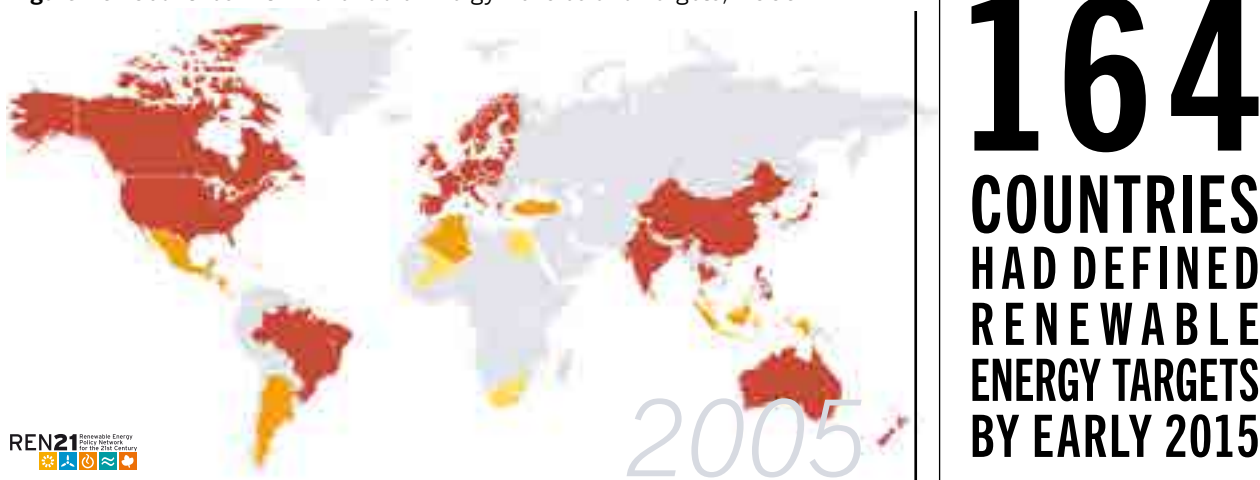 164
COUNTRIES
HAD DEFINED
RENEWABLE
ENERGY TARGETS
BY EARLY 2015
2005
REN21 Renewable Energy
Policy Network
for the 21st Century